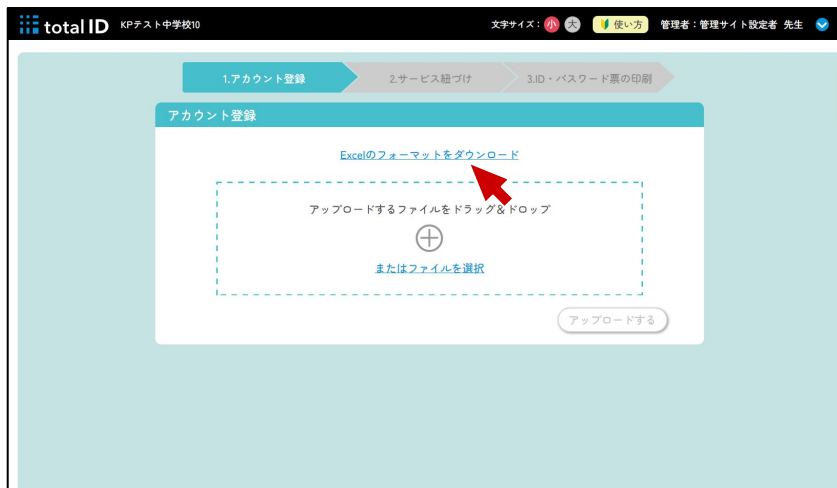 total ID KPテスト中学校10 文字サイズ： 小 大 使い方 管理者：管理サイト設定者 先生
1.アカウント登録 2.サービス紐づけ 3.ID・パスワード票の印刷
アカウント登録
Excelのフォーマットをダウンロード
アップロードするファイルをドラッグ&ドロップ
またはファイルを選択
アップロードする